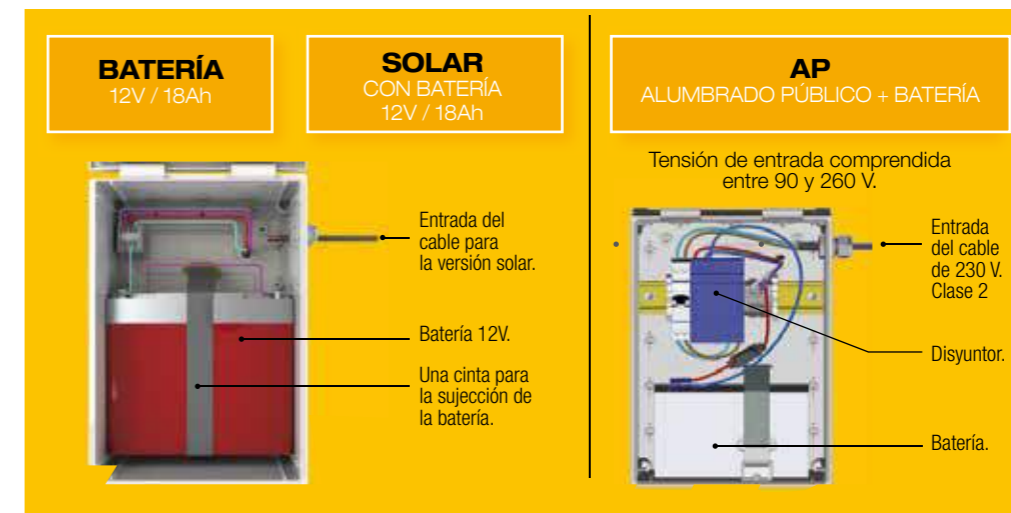 BATERÍA
12V / 18Ah
SOLAR
CON BATERÍA
12V / 18Ah
Entrada del
cable para
la versión solar.
Batería 12V.
Una cinta para
la sujección de
la batería.
AP
ALUMBRADO PÚBLICO + BATERÍA
Tensión de entrada comprendida
entre 90 y 260 V.
Entrada
del cable
de 230 V.
Clase 2
Disyuntor.
Batería.